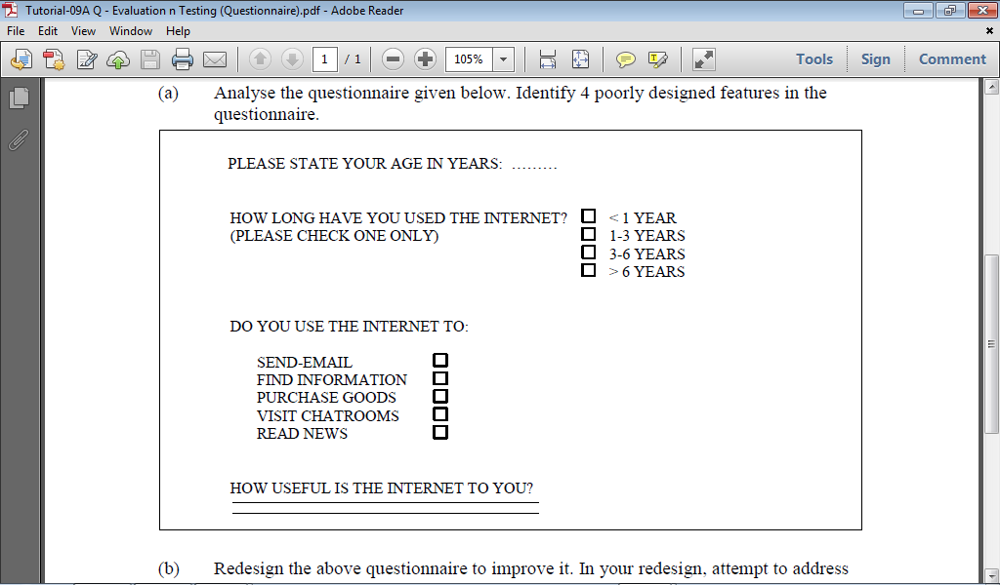 Tutorial-09A Q - Evaluation n Testing (Questionnaire).pdf - Adobe Reader
File Edit View Window Help
1 / 1 105% Tools Sign Comment
(a) Analyse the questionnaire given below. Identify 4 poorly designed features in the
questionnaire.
PLEASE STATE YOUR AGE IN YEARS: .........
HOW LONG HAVE YOU USED THE INTERNET? < 1 YEAR
(PLEASE CHECK ONE ONLY) 1-3 YEARS
3-6 YEARS
> 6 YEARS
DO YOU USE THE INTERNET TO:
SEND-EMAIL
FIND INFORMATION
PURCHASE GOODS
VISIT CHATROOMS
READ NEWS
HOW USEFUL IS THE INTERNET TO YOU?
(b) Redesign the above questionnaire to improve it. In your redesign, attempt to address